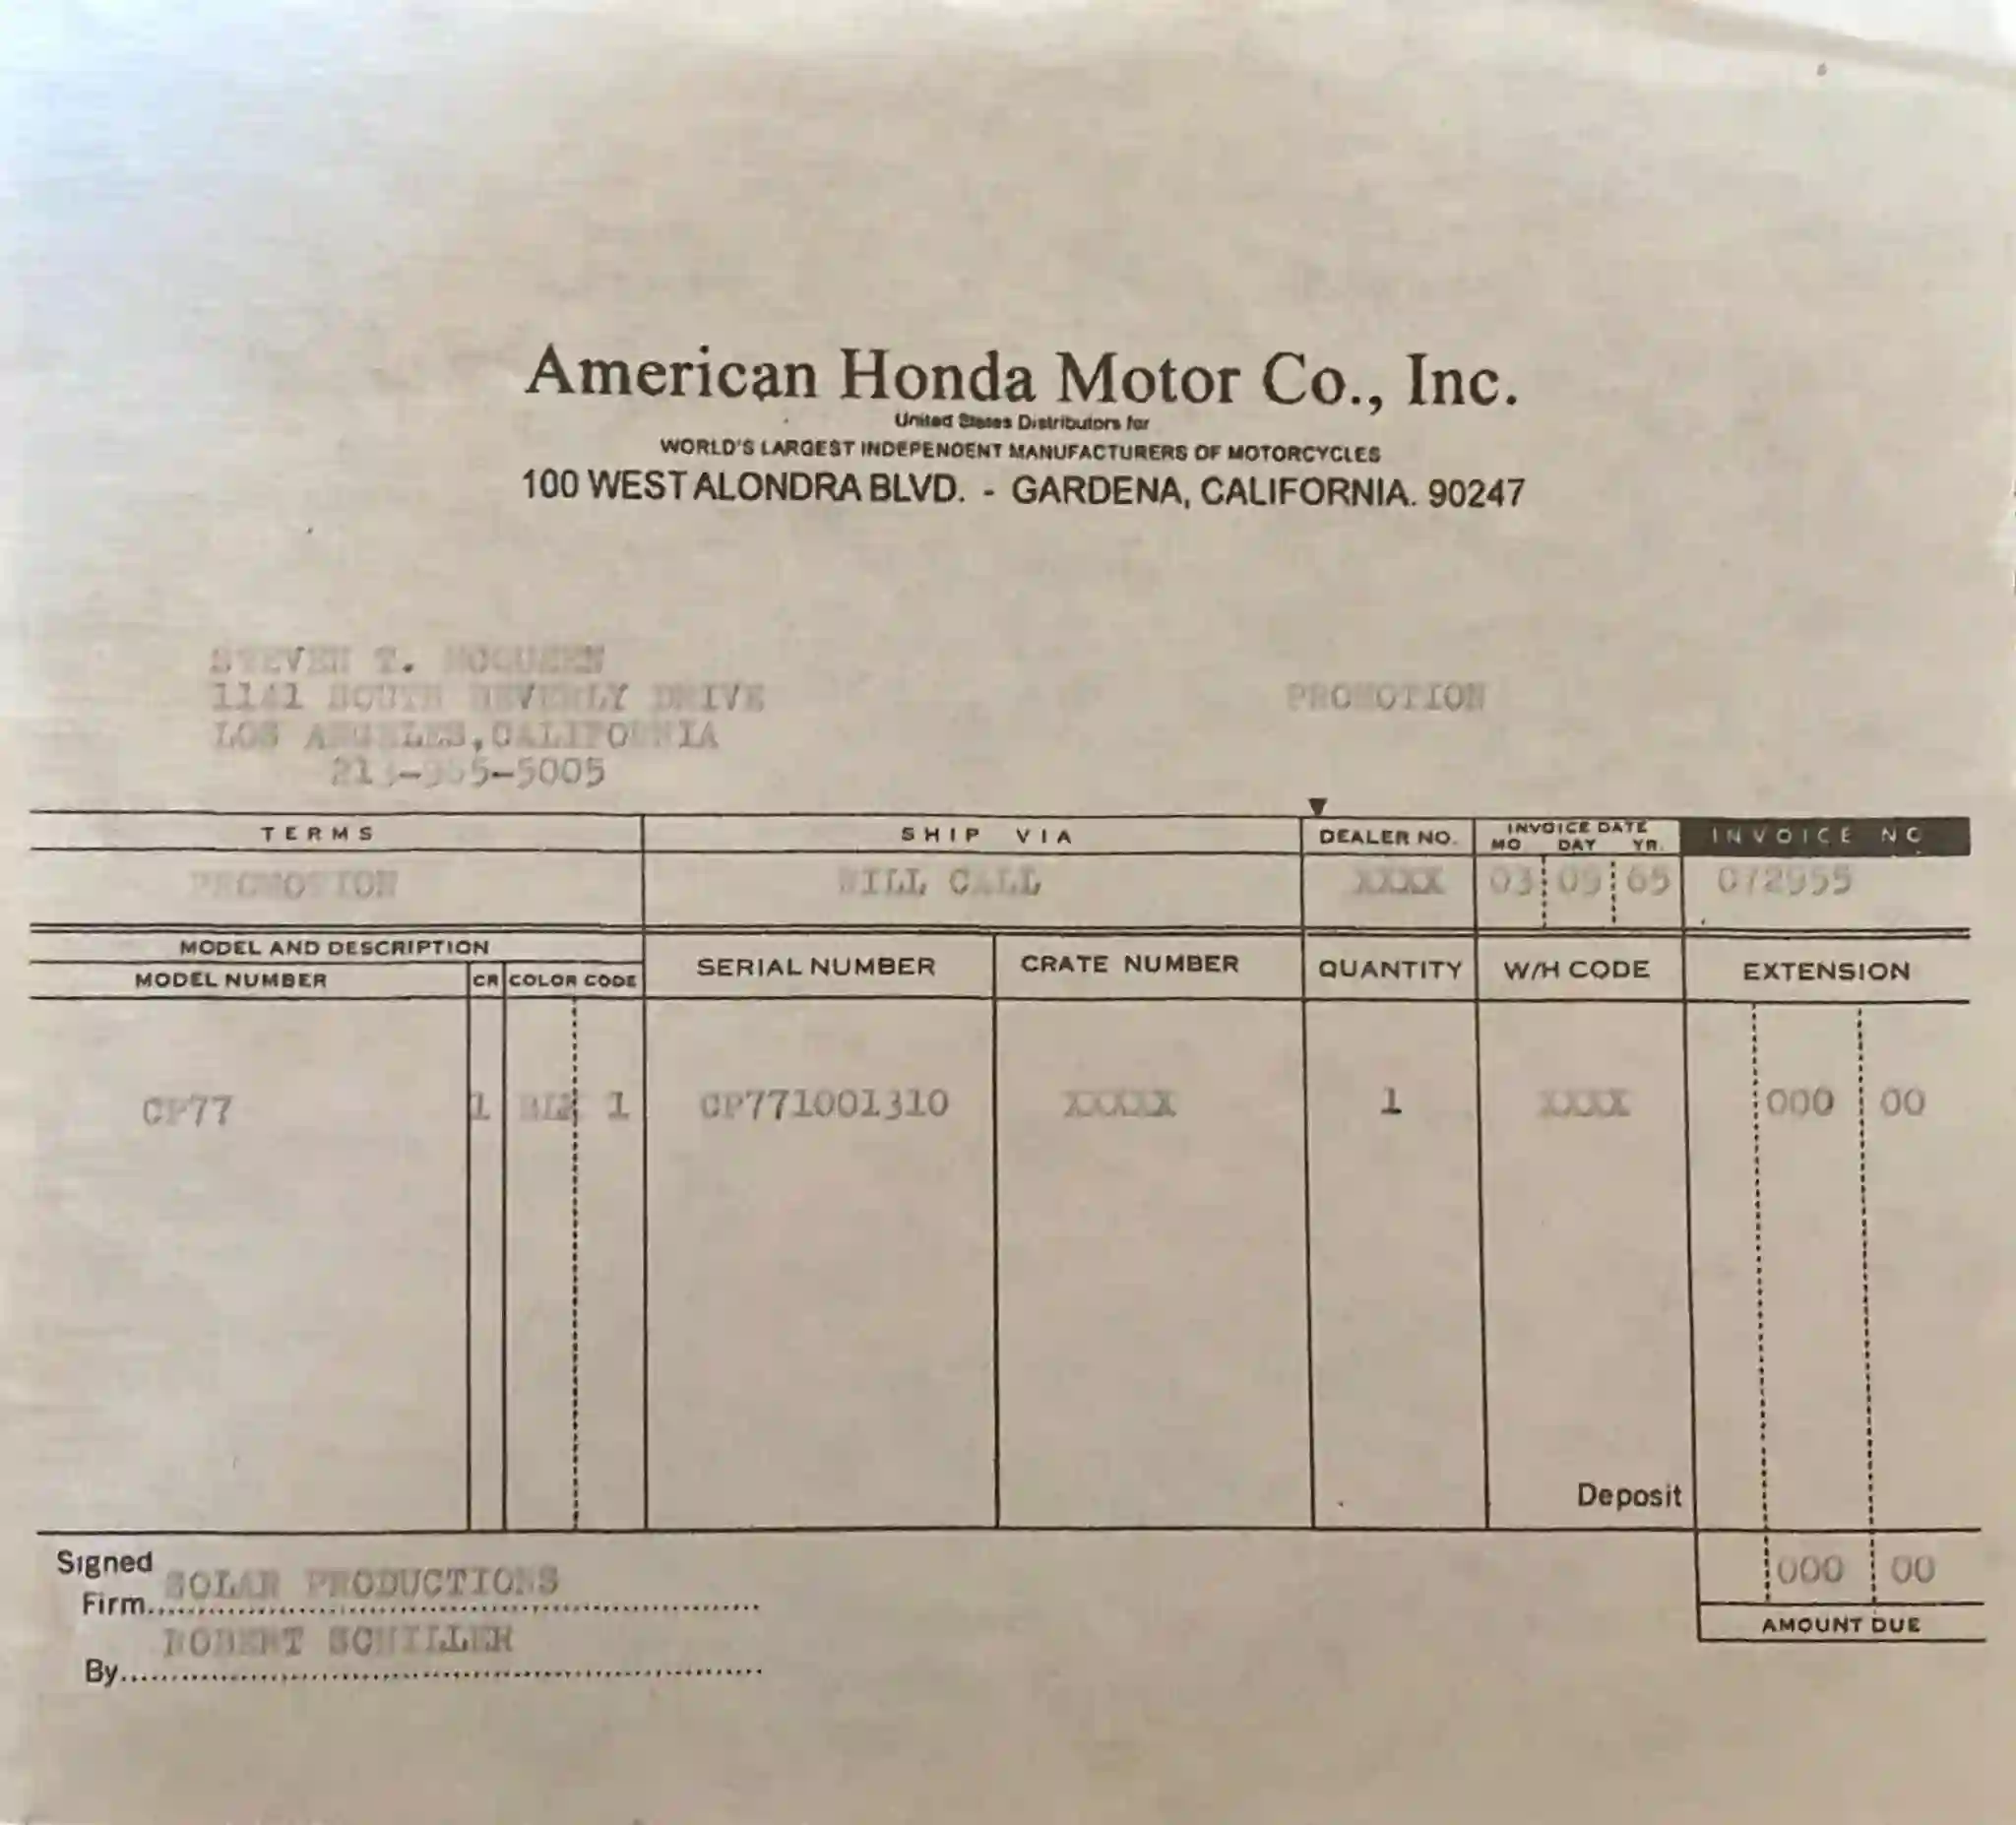 American Honda Motor Co., Inc.
United States Distributors for
WORLD'S LARGEST INDEPENDENT MANUFACTURERS OF MOTORCYCLES
100 WEST ALONDRA BLVD. - GARDENA, CALIFORNIA. 90247
STEVEN T. MCQUEEN
1141 SOUTH BEVERLY DRIVE
PROMOTION
LOS ANGELES, CALIFORNIA
TERMS SHIP VIA DEALER NO. INVOICE DATE INVOICE NO
MO DAY YR.
PROMOTION WILL CALL XXXX 03 09 65 072955
MODEL AND DESCRIPTION
MODEL NUMBER CR COLOR CODE SERIAL NUMBER CRATE NUMBER QUANTITY W/H CODE EXTENSION
CP77 1 1 CP771001310 XXXXX 1 XXXX 000 00
Deposit
Signed
Firm SOLAR PRODUCTIONS
By ROBERT SCHILLER
000 00
AMOUNT DUE